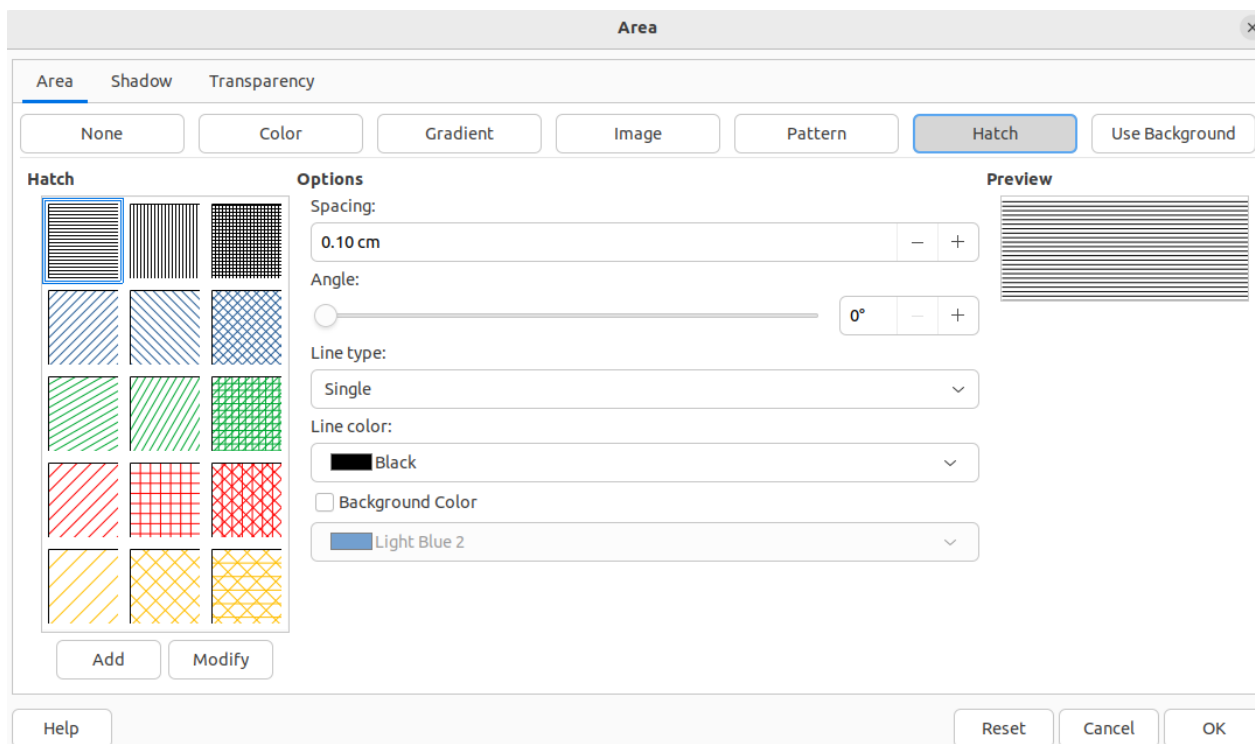 Area
Area Shadow Transparency
None Color Gradient Image Pattern Hatch Use Background
Hatch Options Preview
Spacing:
0.10 cm
Angle:
0°
Line type:
Single
Line color:
Black
Background Color
Light Blue 2
Add Modify
Help Reset Cancel OK